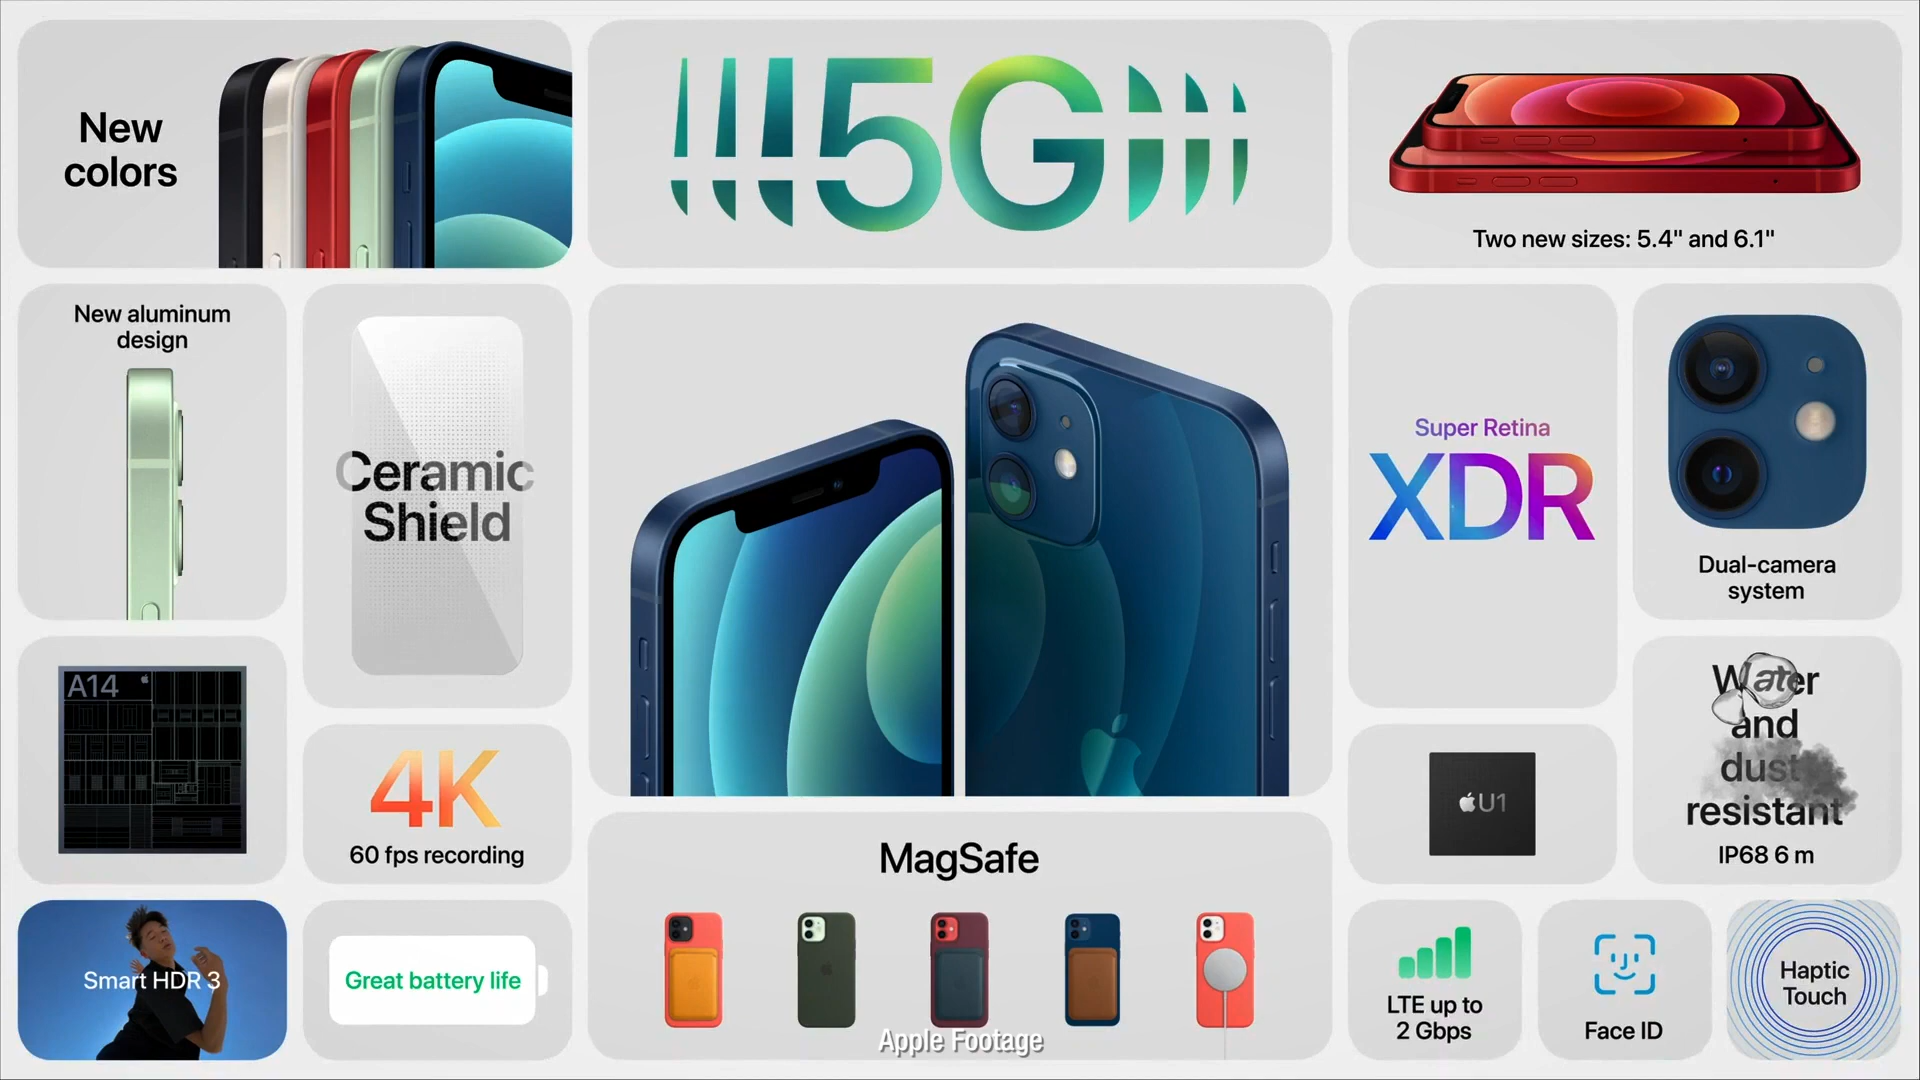 New
colors
5G
Two new sizes: 5.4" and 6.1"
New aluminum
design
Ceramic
Shield
Super Retina
XDR
Dual-camera
system
A14
4K
60 fps recording
U1
Water
and
dust
resistant
IP68 6 m
MagSafe
Smart HDR 3
Great battery life
LTE up to
2 Gbps
Face ID
Haptic
Touch
Apple Footage